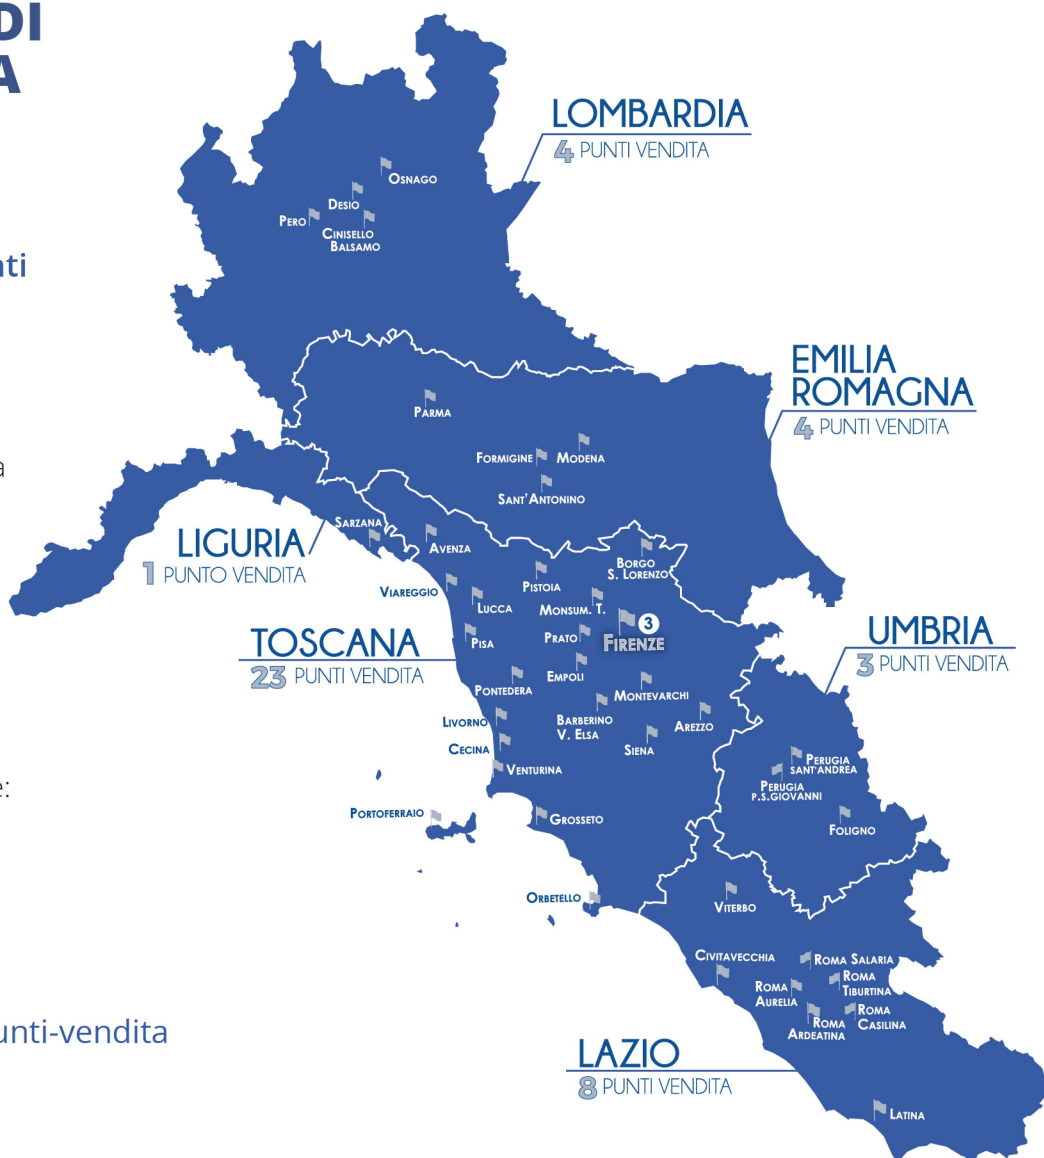 DI
A
nti
a
e:
unti-vendita
LOMBARDIA
4 PUNTI VENDITA
OSNAGO
DESIO
PERO
CINISELLO
BALSAMO
EMILIA
ROMAGNA
4 PUNTI VENDITA
PARMA
FORMIGINE
MODENA
SANT'ANTONINO
LIGURIA
1 PUNTO VENDITA
SARZANA
TOSCANA
23 PUNTI VENDITA
AVENZA
BORGO
S. LORENZO
PISTOIA
VIAREGGIO
LUCCA
MONSUM. T.
3
FIRENZE
PRATO
PISA
EMPOLI
PONTEDERA
MONTEVARCHI
LIVORNO
BARBERINO
V. ELSA
AREZZO
CECINA
SIENA
VENTURINA
PORTOFERRAIO
GROSSETO
ORBETELLO
UMBRIA
3 PUNTI VENDITA
PERUGIA
SANT'ANDREA
PERUGIA
P.S.GIOVANNI
FOLIGNO
LAZIO
8 PUNTI VENDITA
VITERBO
CIVITAVECCHIA
ROMA SALARIA
ROMA
TIBURTINA
ROMA
AURELIA
ROMA
CASILINA
ROMA
ARDEATINA
LATINA